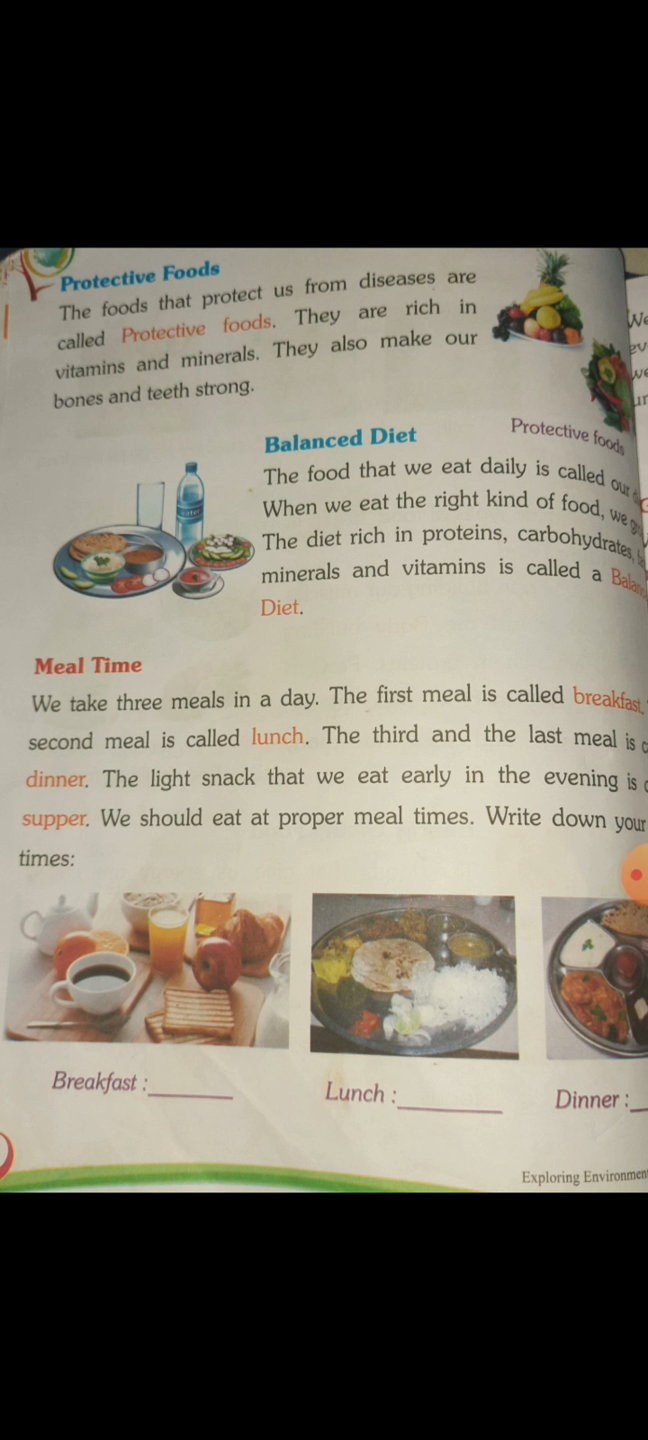 Protective Foods
The foods that protect us from diseases are
called Protective foods. They are rich in
vitamins and minerals. They also make our
bones and teeth strong.
Protective foods
Balanced Diet
The food that we eat daily is called our
When we eat the right kind of food, we
The diet rich in proteins, carbohydrates,
minerals and vitamins is called a
Diet.
Meal Time
We take three meals in a day. The first meal is called breakfast.
second meal is called lunch. The third and the last meal is
dinner. The light snack that we eat early in the evening is
supper. We should eat at proper meal times. Write down your
times:
Breakfast :
Lunch :
Dinner :
Exploring